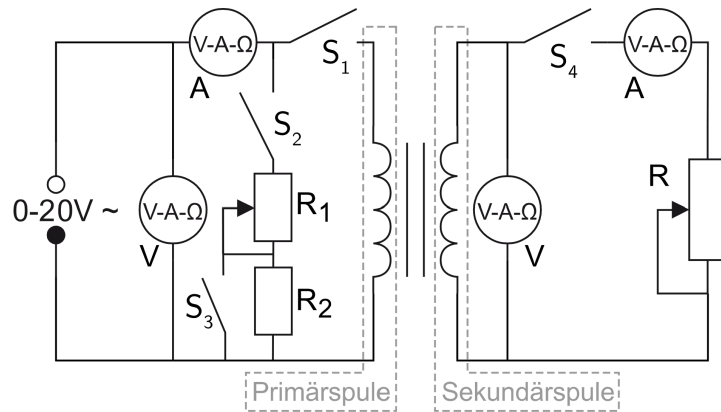 V-A-Ω
A
S₁
S₂
0-20V ~
V-A-Ω
V
R₁
S₃
R₂
Primärspule
S₄
V-A-Ω
A
V-A-Ω
V
R
Sekundärspule